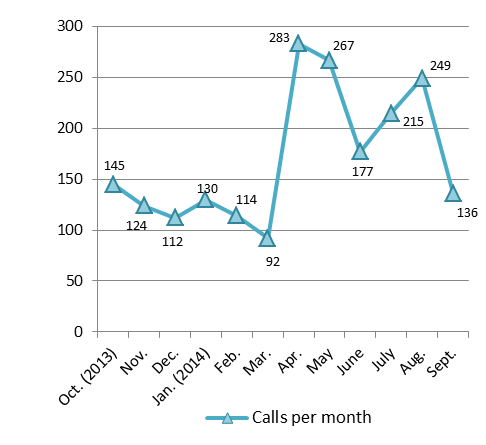 300
250
200
150
100
50
0
145
124
112
130
114
92
283
267
177
215
249
136
Oct. (2013)
Nov.
Dec.
Jan. (2014)
Feb.
Mar.
Apr.
May
June
July
Aug.
Sept.
Calls per month